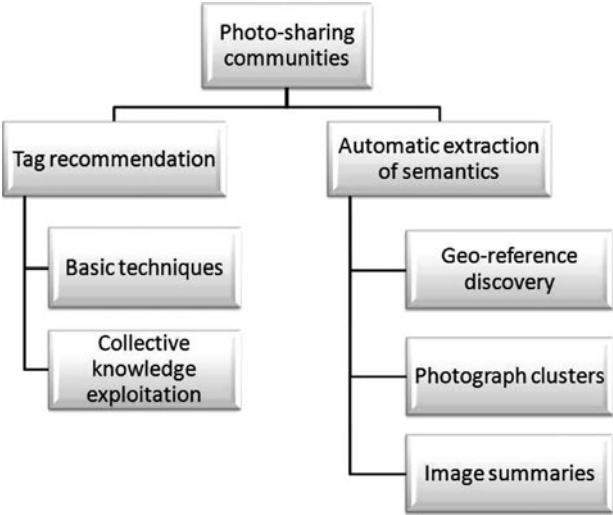 Photo-sharing
communities
Tag recommendation
Basic techniques
Collective
knowledge
exploitation
Automatic extraction
of semantics
Geo-reference
discovery
Photograph clusters
Image summaries